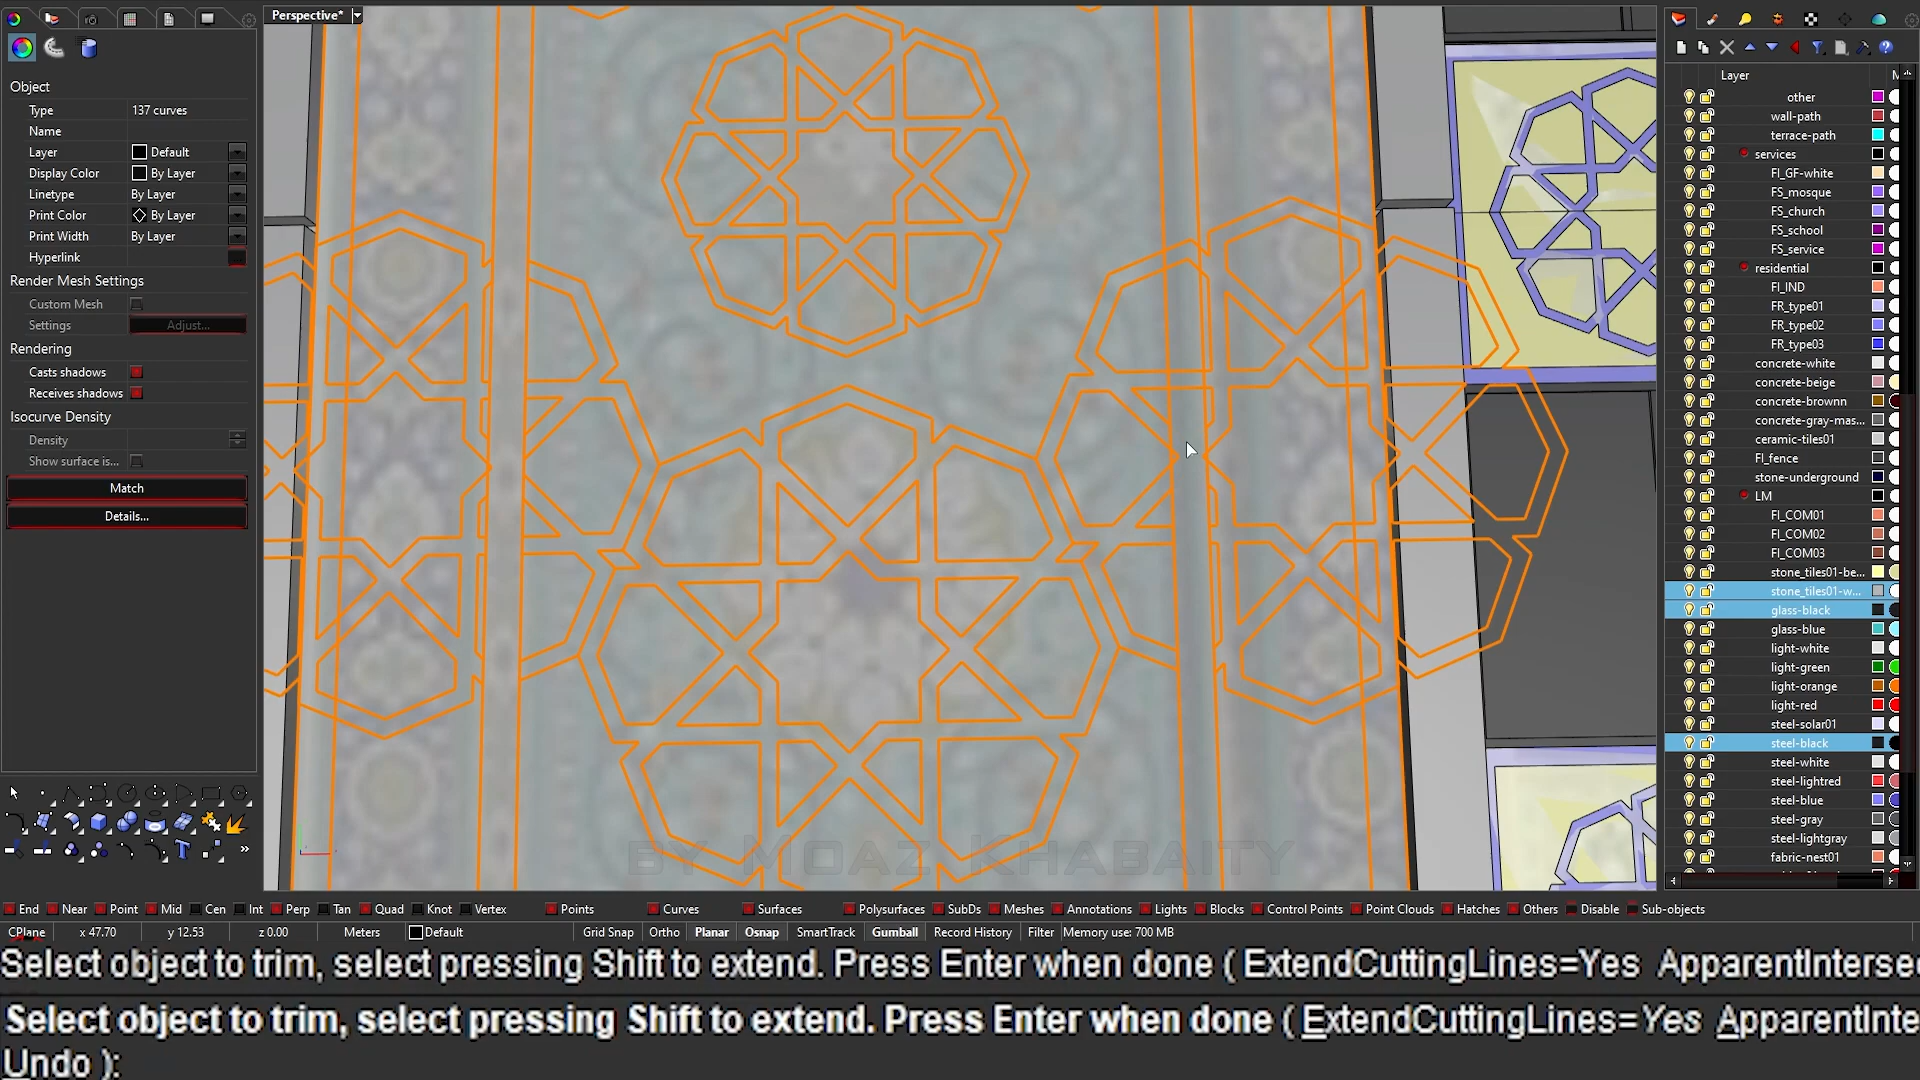 Perspective*
Object
Type 137 curves
Name
Layer Default
Display Color By Layer
Linetype By Layer
Print Color By Layer
Print Width By Layer
Hyperlink
Render Mesh Settings
Custom Mesh
Settings Adjust...
Rendering
Casts shadows
Receives shadows
Isocurve Density
Density
Show surface is...
Match
Details...
Layer
other
wall-path
terrace-path
services
FI_GF-white
FS_mosque
FS_church
FS_school
FS_service
residential
FI_IND
FR_type01
FR_type02
FR_type03
concrete-white
concrete-beige
concrete-brownn
concrete-gray-mas...
ceramic-tiles01
FI_fence
stone-underground
LM
FI_COM01
FI_COM02
FI_COM03
stone_tiles01-be...
stone_tiles01-w...
glass-black
glass-blue
light-white
light-green
light-orange
light-red
steel-solar01
steel-black
steel-white
steel-lightred
steel-blue
steel-gray
steel-lightgray
fabric-nest01
by Moaz Khabaity
End Near Point Mid Cen Int Perp Tan Quad Knot Vertex Points Curves Surfaces Polysurfaces SubDs Meshes Annotations Lights Blocks Control Points Point Clouds Hatches Others Disable Sub-objects
CPlane x 47.70 y 12.53 z 0.00 Meters Default Grid Snap Ortho Planar Osnap SmartTrack Gumball Record History Filter Memory use: 700 MB
Select object to trim, select pressing Shift to extend. Press Enter when done ( ExtendCuttingLines=Yes ApparentIntersec
Select object to trim, select pressing Shift to extend. Press Enter when done ( ExtendCuttingLines=Yes ApparentInte
Undo ):